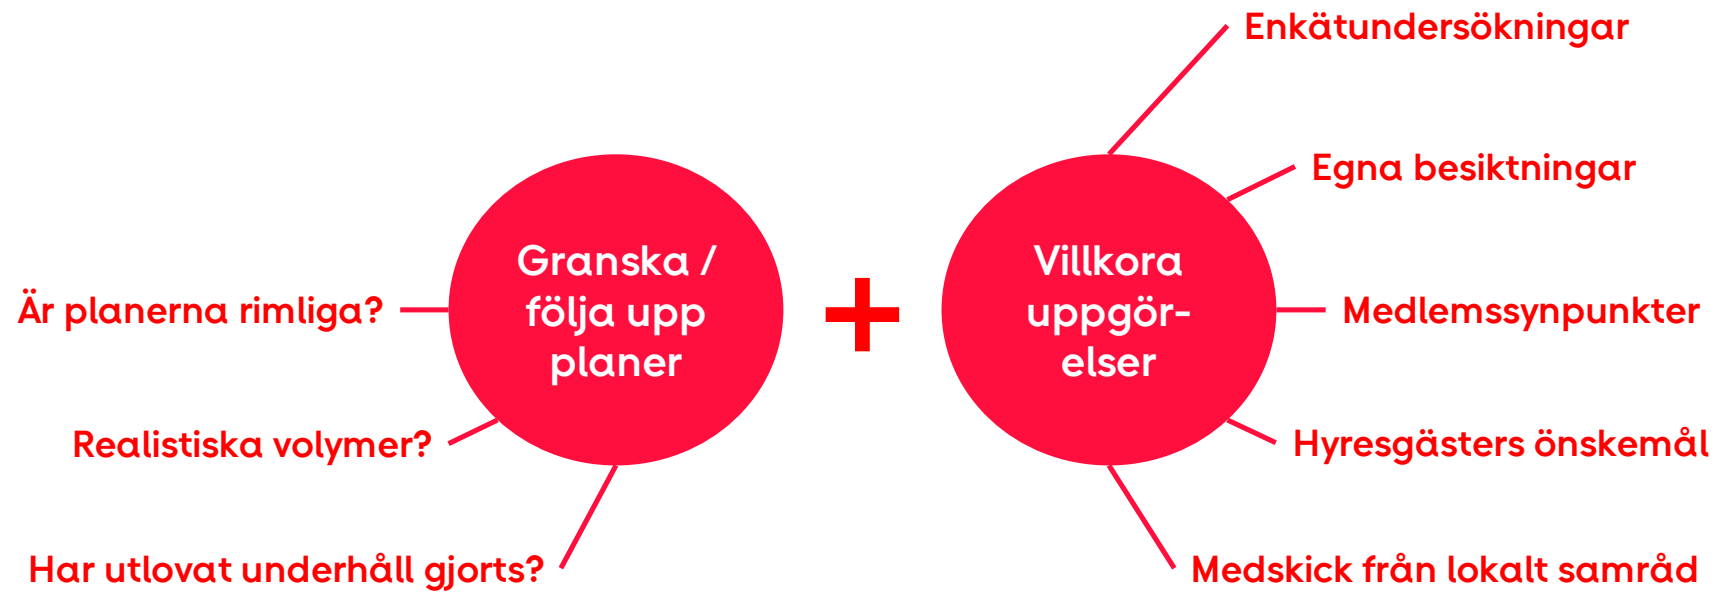 Enkätundersökningar
Egna besiktningar
Granska /
följa upp
planer
Villkora
uppgör-
elser
Är planerna rimliga?
+
Medlemssynpunkter
Realistiska volymer?
Hyresgästers önskemål
Har utlovat underhåll gjorts?
Medskick från lokalt samråd